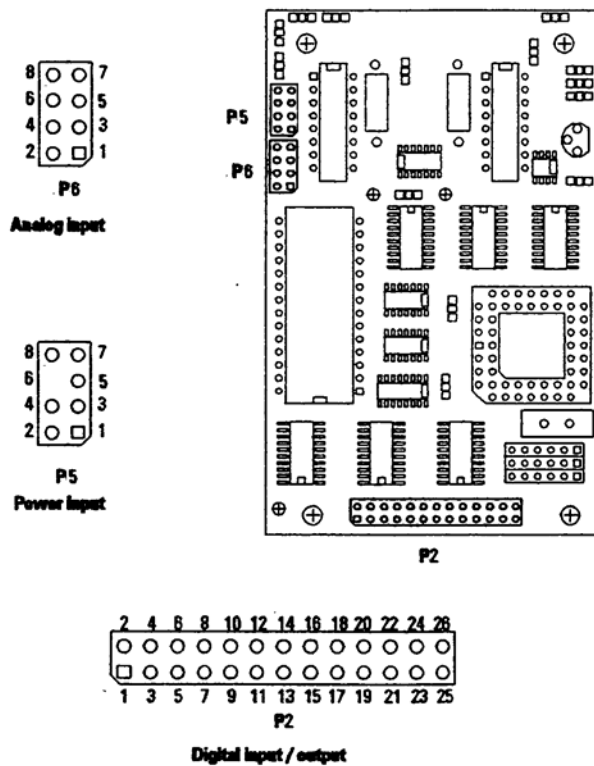 8 7
6 5
4 3
2 1
P6
Analog input
8 7
6 5
4 3
2 1
P5
Power input
P5
P6
P2
2 4 6 8 10 12 14 16 18 20 22 24 26
1 3 5 7 9 11 13 15 17 19 21 23 25
P2
Digital input / output